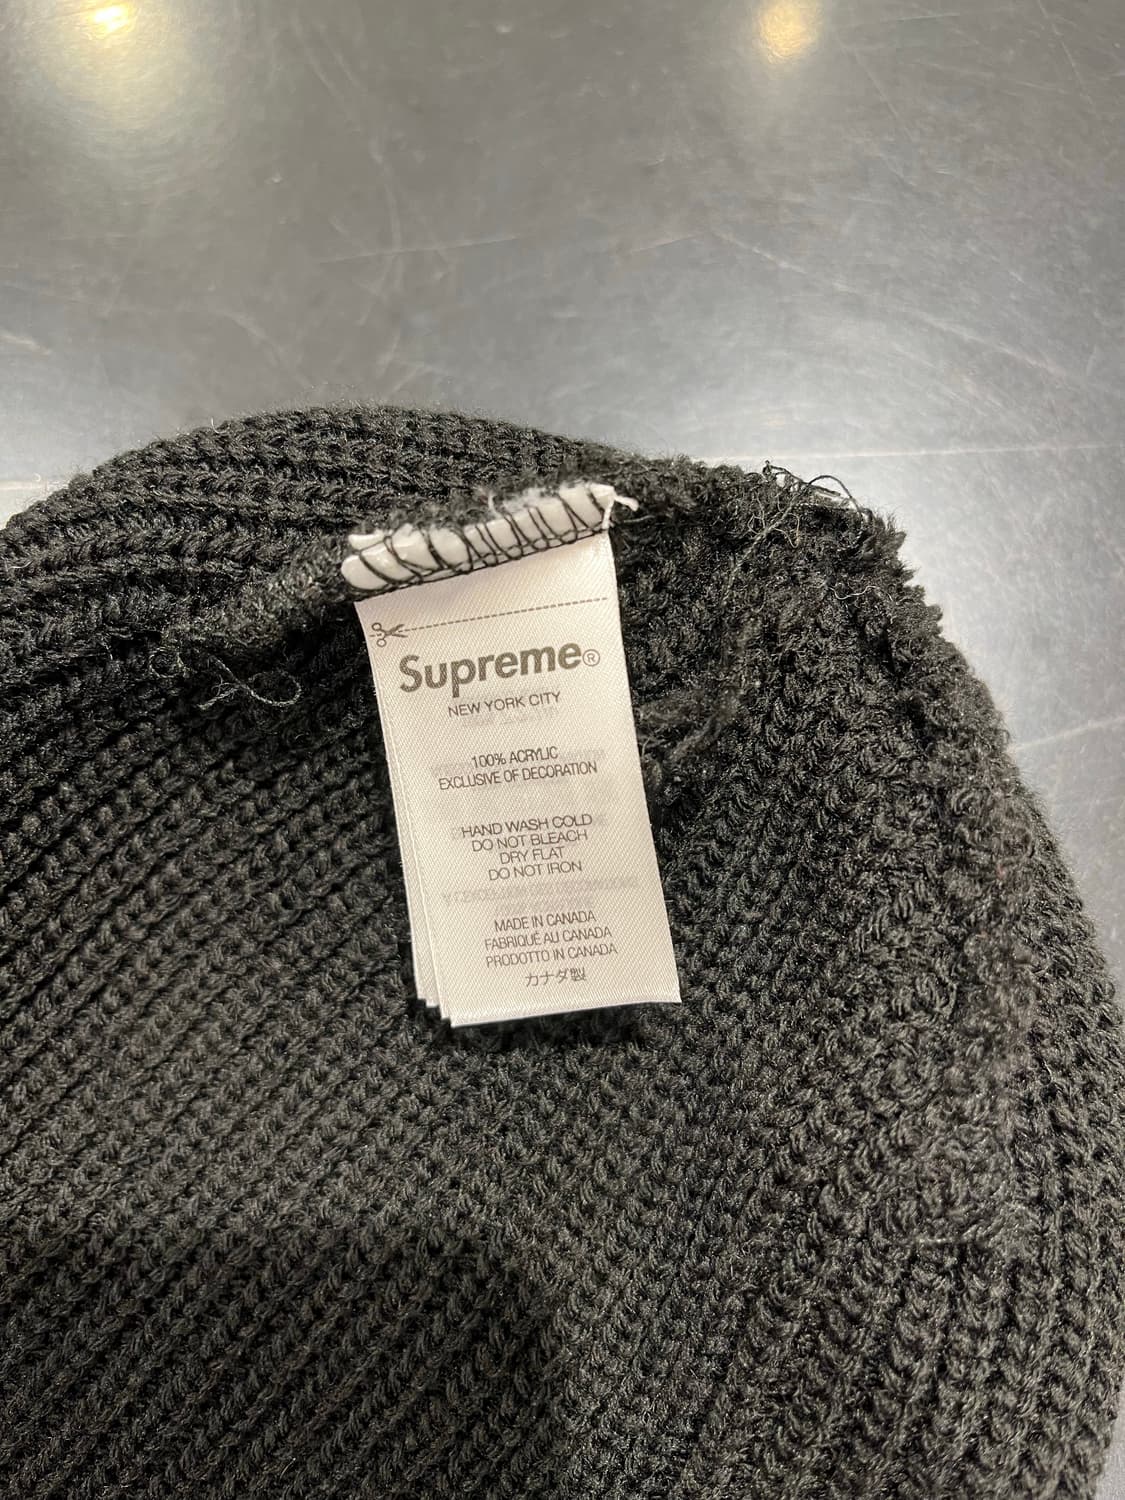 Supreme®
NEW YORK CITY
100% ACRYLIC
EXCLUSIVE OF DECORATION
HAND WASH COLD
DO NOT BLEACH
DRY FLAT
DO NOT IRON
MADE IN CANADA
FABRIQUÉ AU CANADA
PRODOTTO IN CANADA
カナダ製